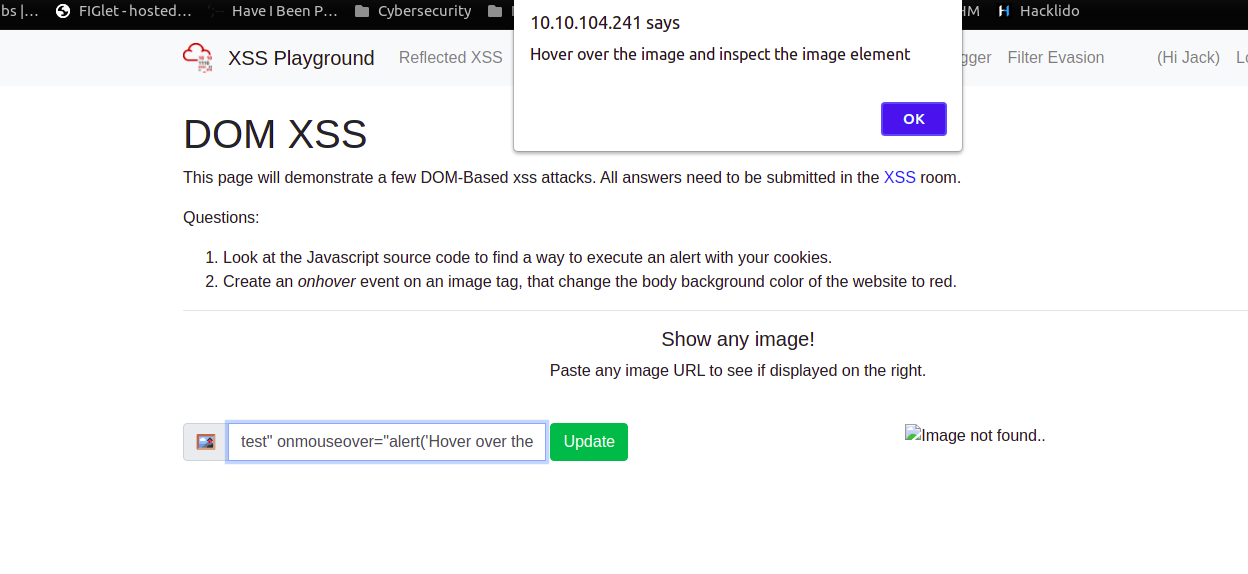 bs |… FIGlet - hosted… Have I Been P… Cybersecurity HM Hacklido
10.10.104.241 says
Hover over the image and inspect the image element
OK
XSS Playground Reflected XSS gger Filter Evasion (Hi Jack) Lo
DOM XSS
This page will demonstrate a few DOM-Based xss attacks. All answers need to be submitted in the XSS room.
Questions:
1. Look at the Javascript source code to find a way to execute an alert with your cookies.
2. Create an onhover event on an image tag, that change the body background color of the website to red.
Show any image!
Paste any image URL to see if displayed on the right.
test" onmouseover="alert('Hover over the Update Image not found..